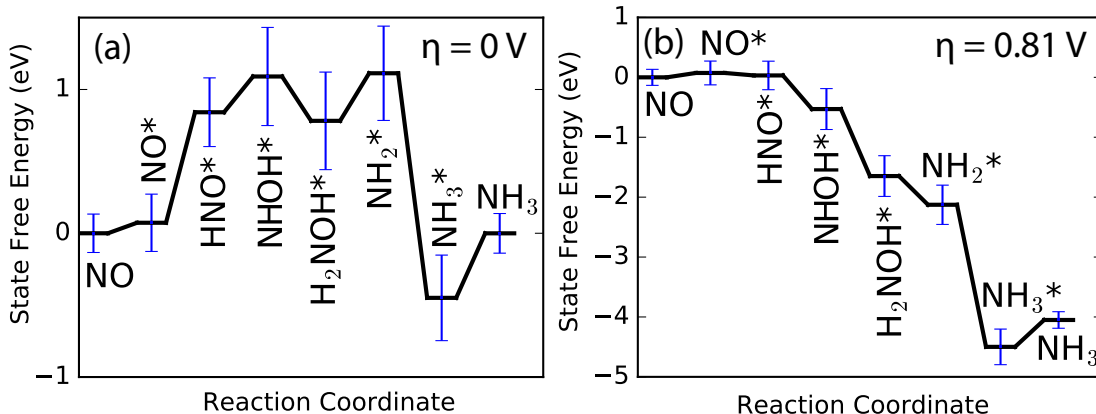 (a)
η = 0 V
State Free Energy (eV)
1
0
−1
NO
NO*
HNO*
NHOH*
H₂NOH*
NH₂*
NH₃*
NH₃
Reaction Coordinate
(b)
η = 0.81 V
State Free Energy (eV)
1
0
−1
−2
−3
−4
−5
NO
NO*
HNO*
NHOH*
H₂NOH*
NH₂*
NH₃*
NH₃
Reaction Coordinate